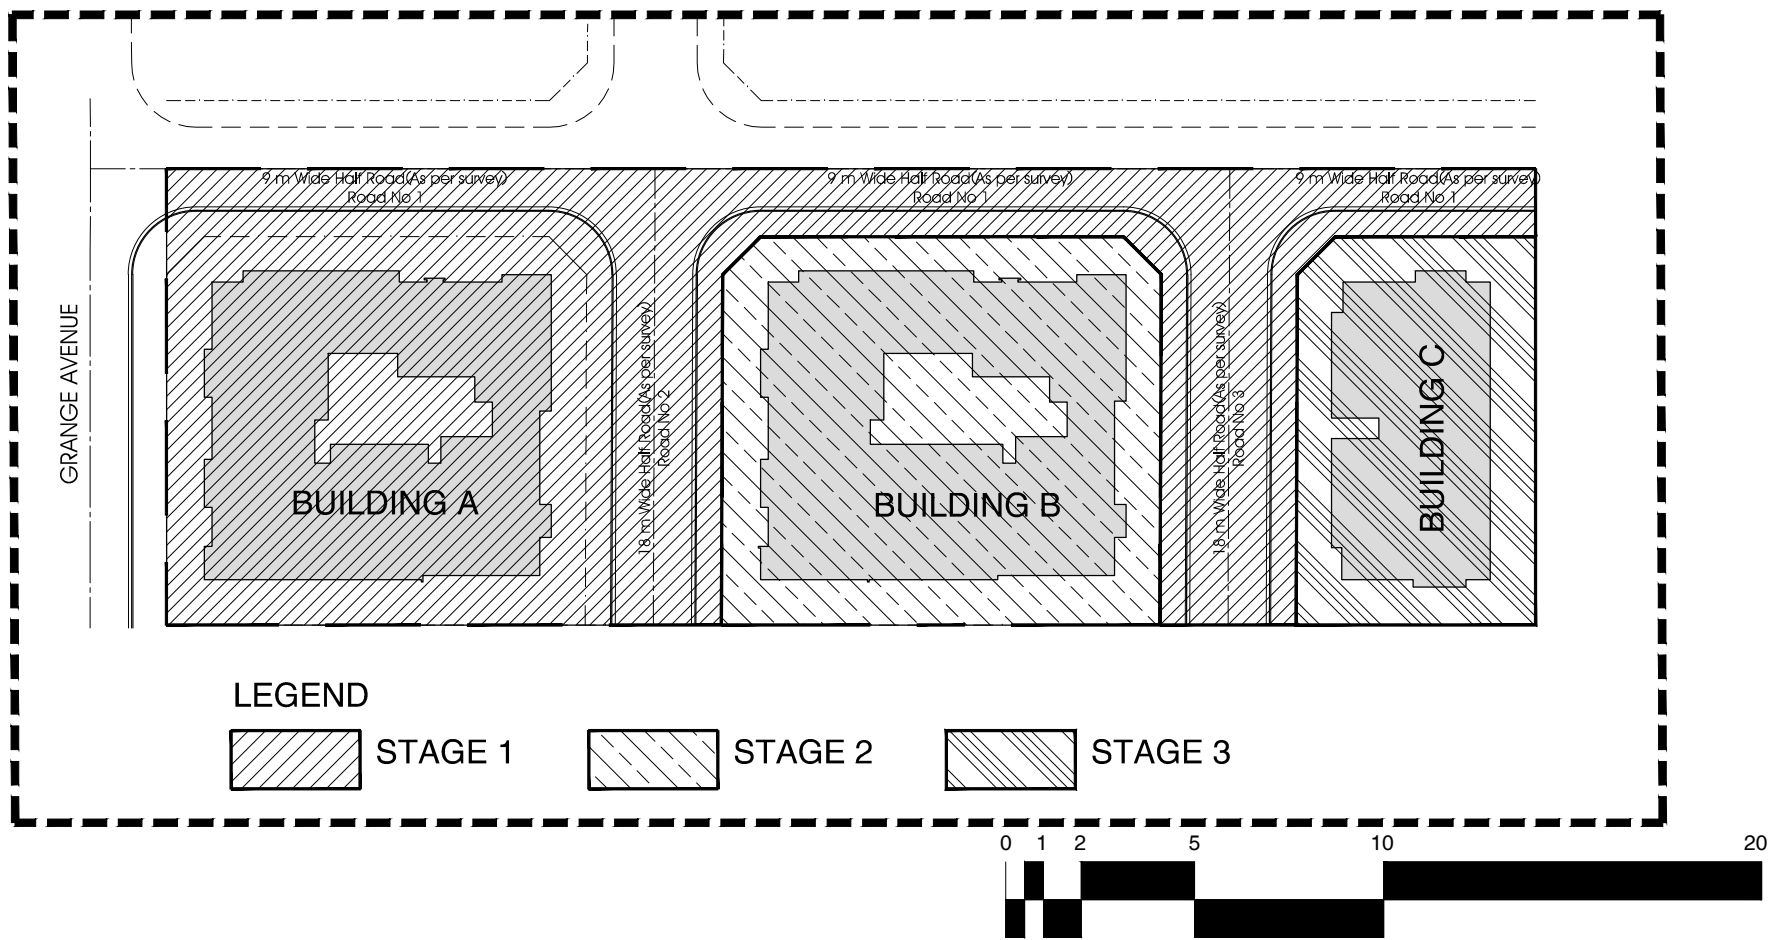 9 m Wide Half Road(As per survey)
Road No 1
9 m Wide Half Road(As per survey)
Road No 1
9 m Wide Half Road(As per survey)
Road No 1
GRANGE AVENUE
18 m Wide Half Road(As per survey)
Road No 2
18 m Wide Half Road(As per survey)
Road No 3
BUILDING A
BUILDING B
BUILDING C
LEGEND
STAGE 1
STAGE 2
STAGE 3
0 1 2 5 10 20